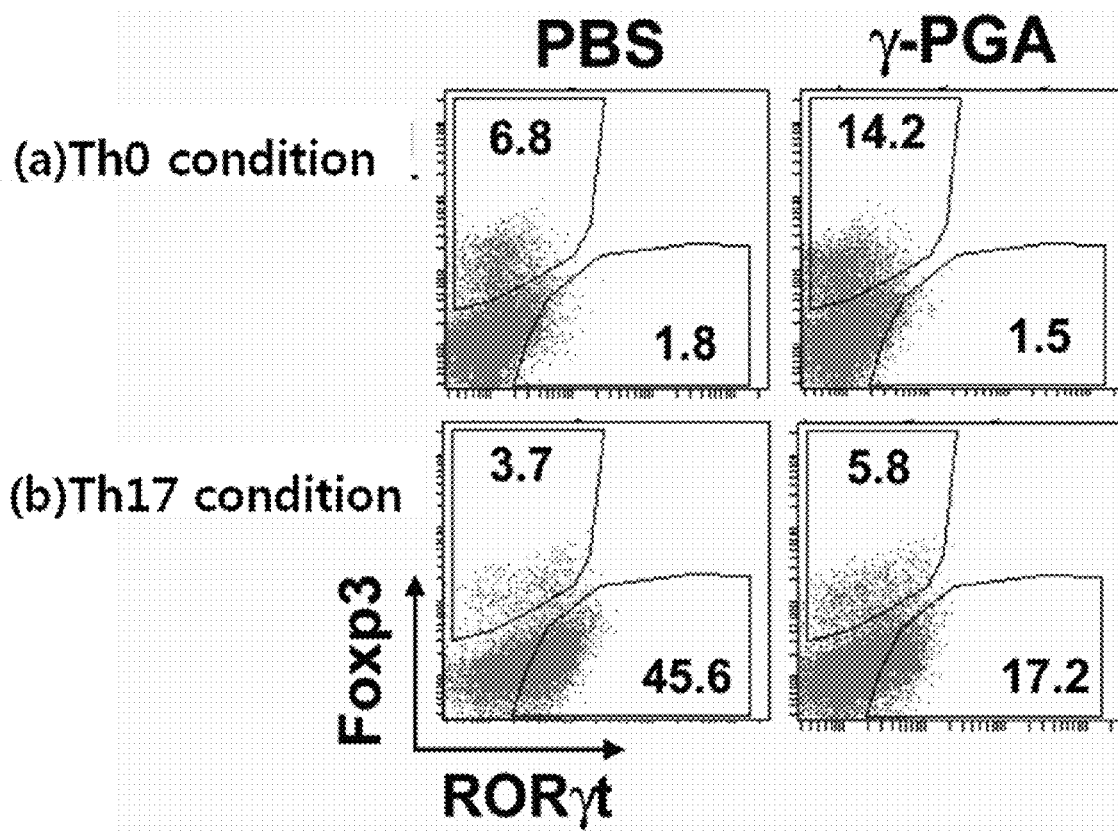 PBS γ-PGA
(a)Th0 condition
6.8 14.2
1.8 1.5
(b)Th17 condition
3.7 5.8
45.6 17.2
Foxp3
RORγt